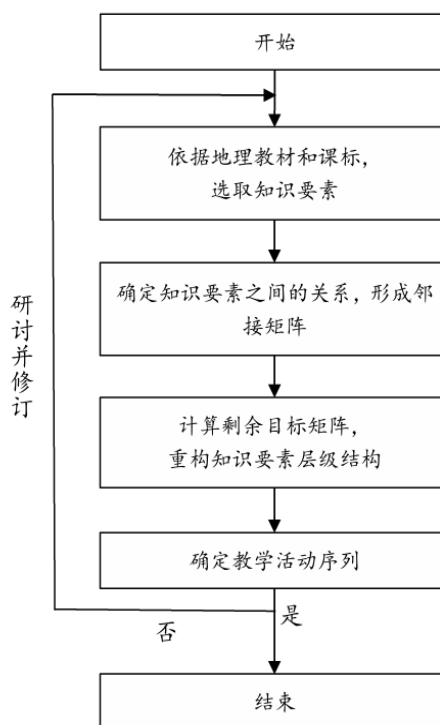 开始
依据地理教材和课标，
选取知识要素
确定知识要素之间的关系，形成邻
接矩阵
研讨并修订
计算剩余目标矩阵，
重构知识要素层级结构
确定教学活动序列
否
是
结束